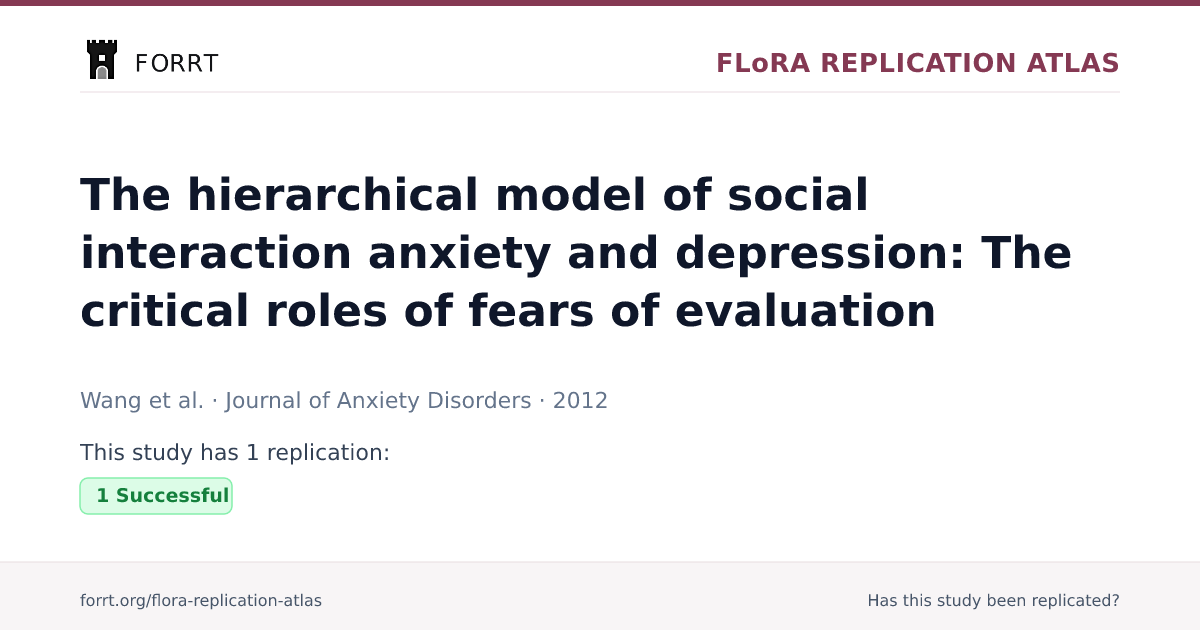 FORRT
FLoRA REPLICATION ATLAS
The hierarchical model of social
interaction anxiety and depression: The
critical roles of fears of evaluation
Wang et al. · Journal of Anxiety Disorders · 2012
This study has 1 replication:
1 Successful
forrt.org/flora-replication-atlas
Has this study been replicated?